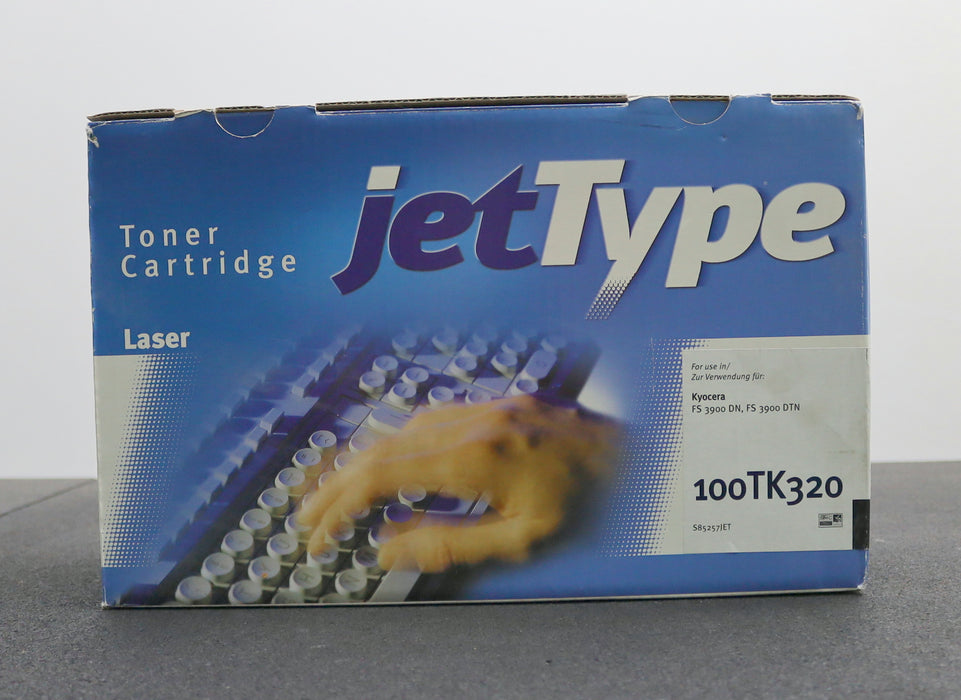 jetType
Toner
Cartridge
Laser
For use in/
Zur Verwendung für:
Kyocera
FS 3900 DN, FS 3900 DTN
100TK320
S85257JET